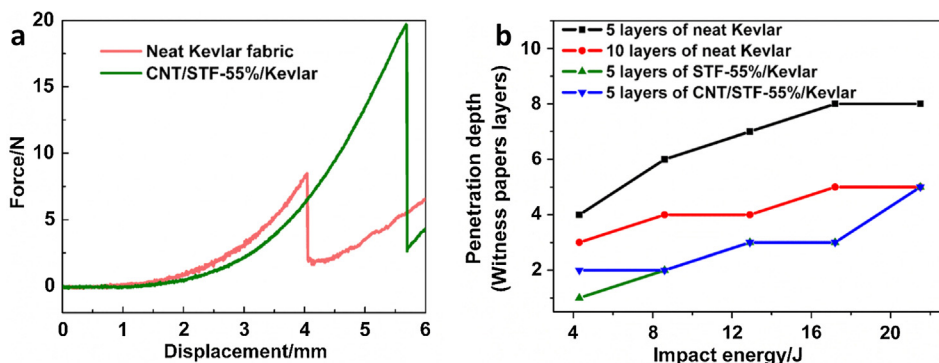 a
20
15
10
5
0
Force/N
Neat Kevlar fabric
CNT/STF-55%/Kevlar
0 1 2 3 4 5 6
Displacement/mm
b
10
8
6
4
2
Penetration depth
(Witness papers layers)
5 layers of neat Kevlar
10 layers of neat Kevlar
5 layers of STF-55%/Kevlar
5 layers of CNT/STF-55%/Kevlar
4 8 12 16 20
Impact energy/J